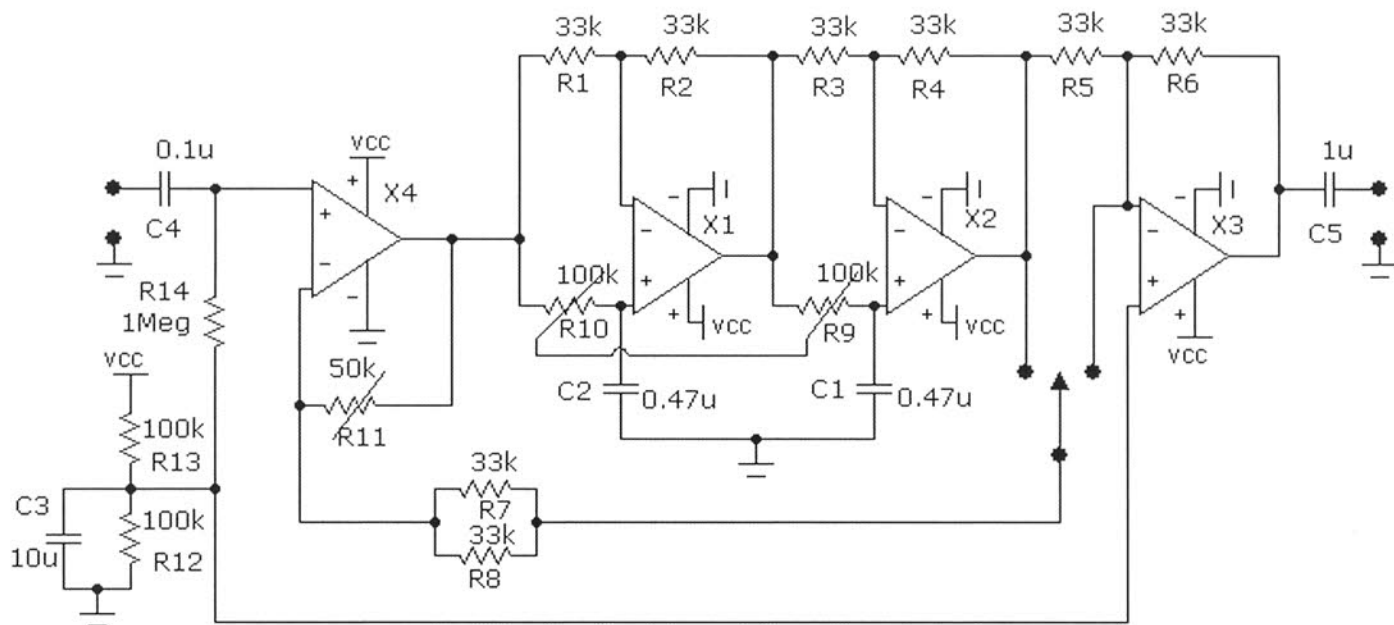 33k 33k 33k 33k 33k 33k
R1 R2 R3 R4 R5 R6
VCC
0.1u
+
X4
C4
+
−
−
−
X1
−
+
+
VCC
−
X2
−
+
+
VCC
−
X3
−
+
+
VCC
1u
C5
R14
1Meg
100k
R10
100k
R9
VCC
50k
R11
C2
0.47u
C1
0.47u
100k
R13
C3
10u
100k
R12
33k
R7
33k
R8